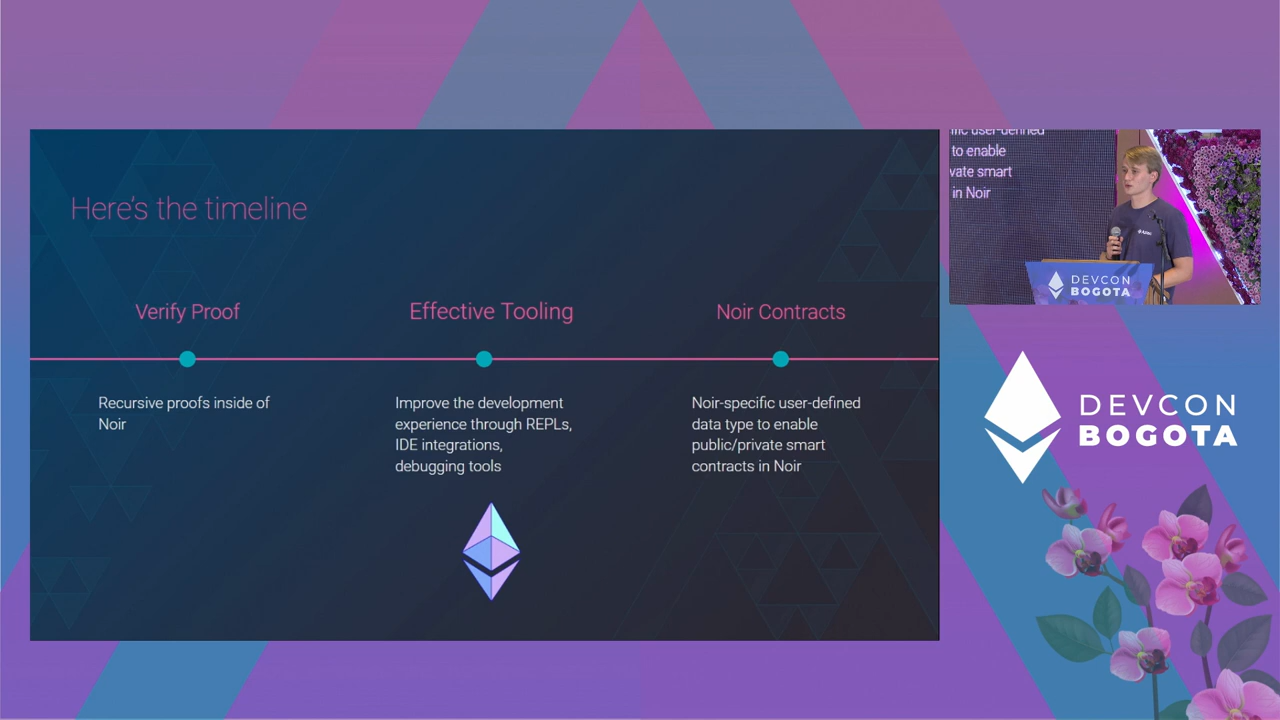 Here's the timeline
Verify Proof
Recursive proofs inside of
Noir
Effective Tooling
Improve the development
experience through REPLs,
IDE integrations,
debugging tools
Noir Contracts
Noir-specific user-defined
data type to enable
public/private smart
contracts in Noir
user-defined
to enable
smart
in Noir
DEVCON
BOGOTA
DEVCON
BOGOTA